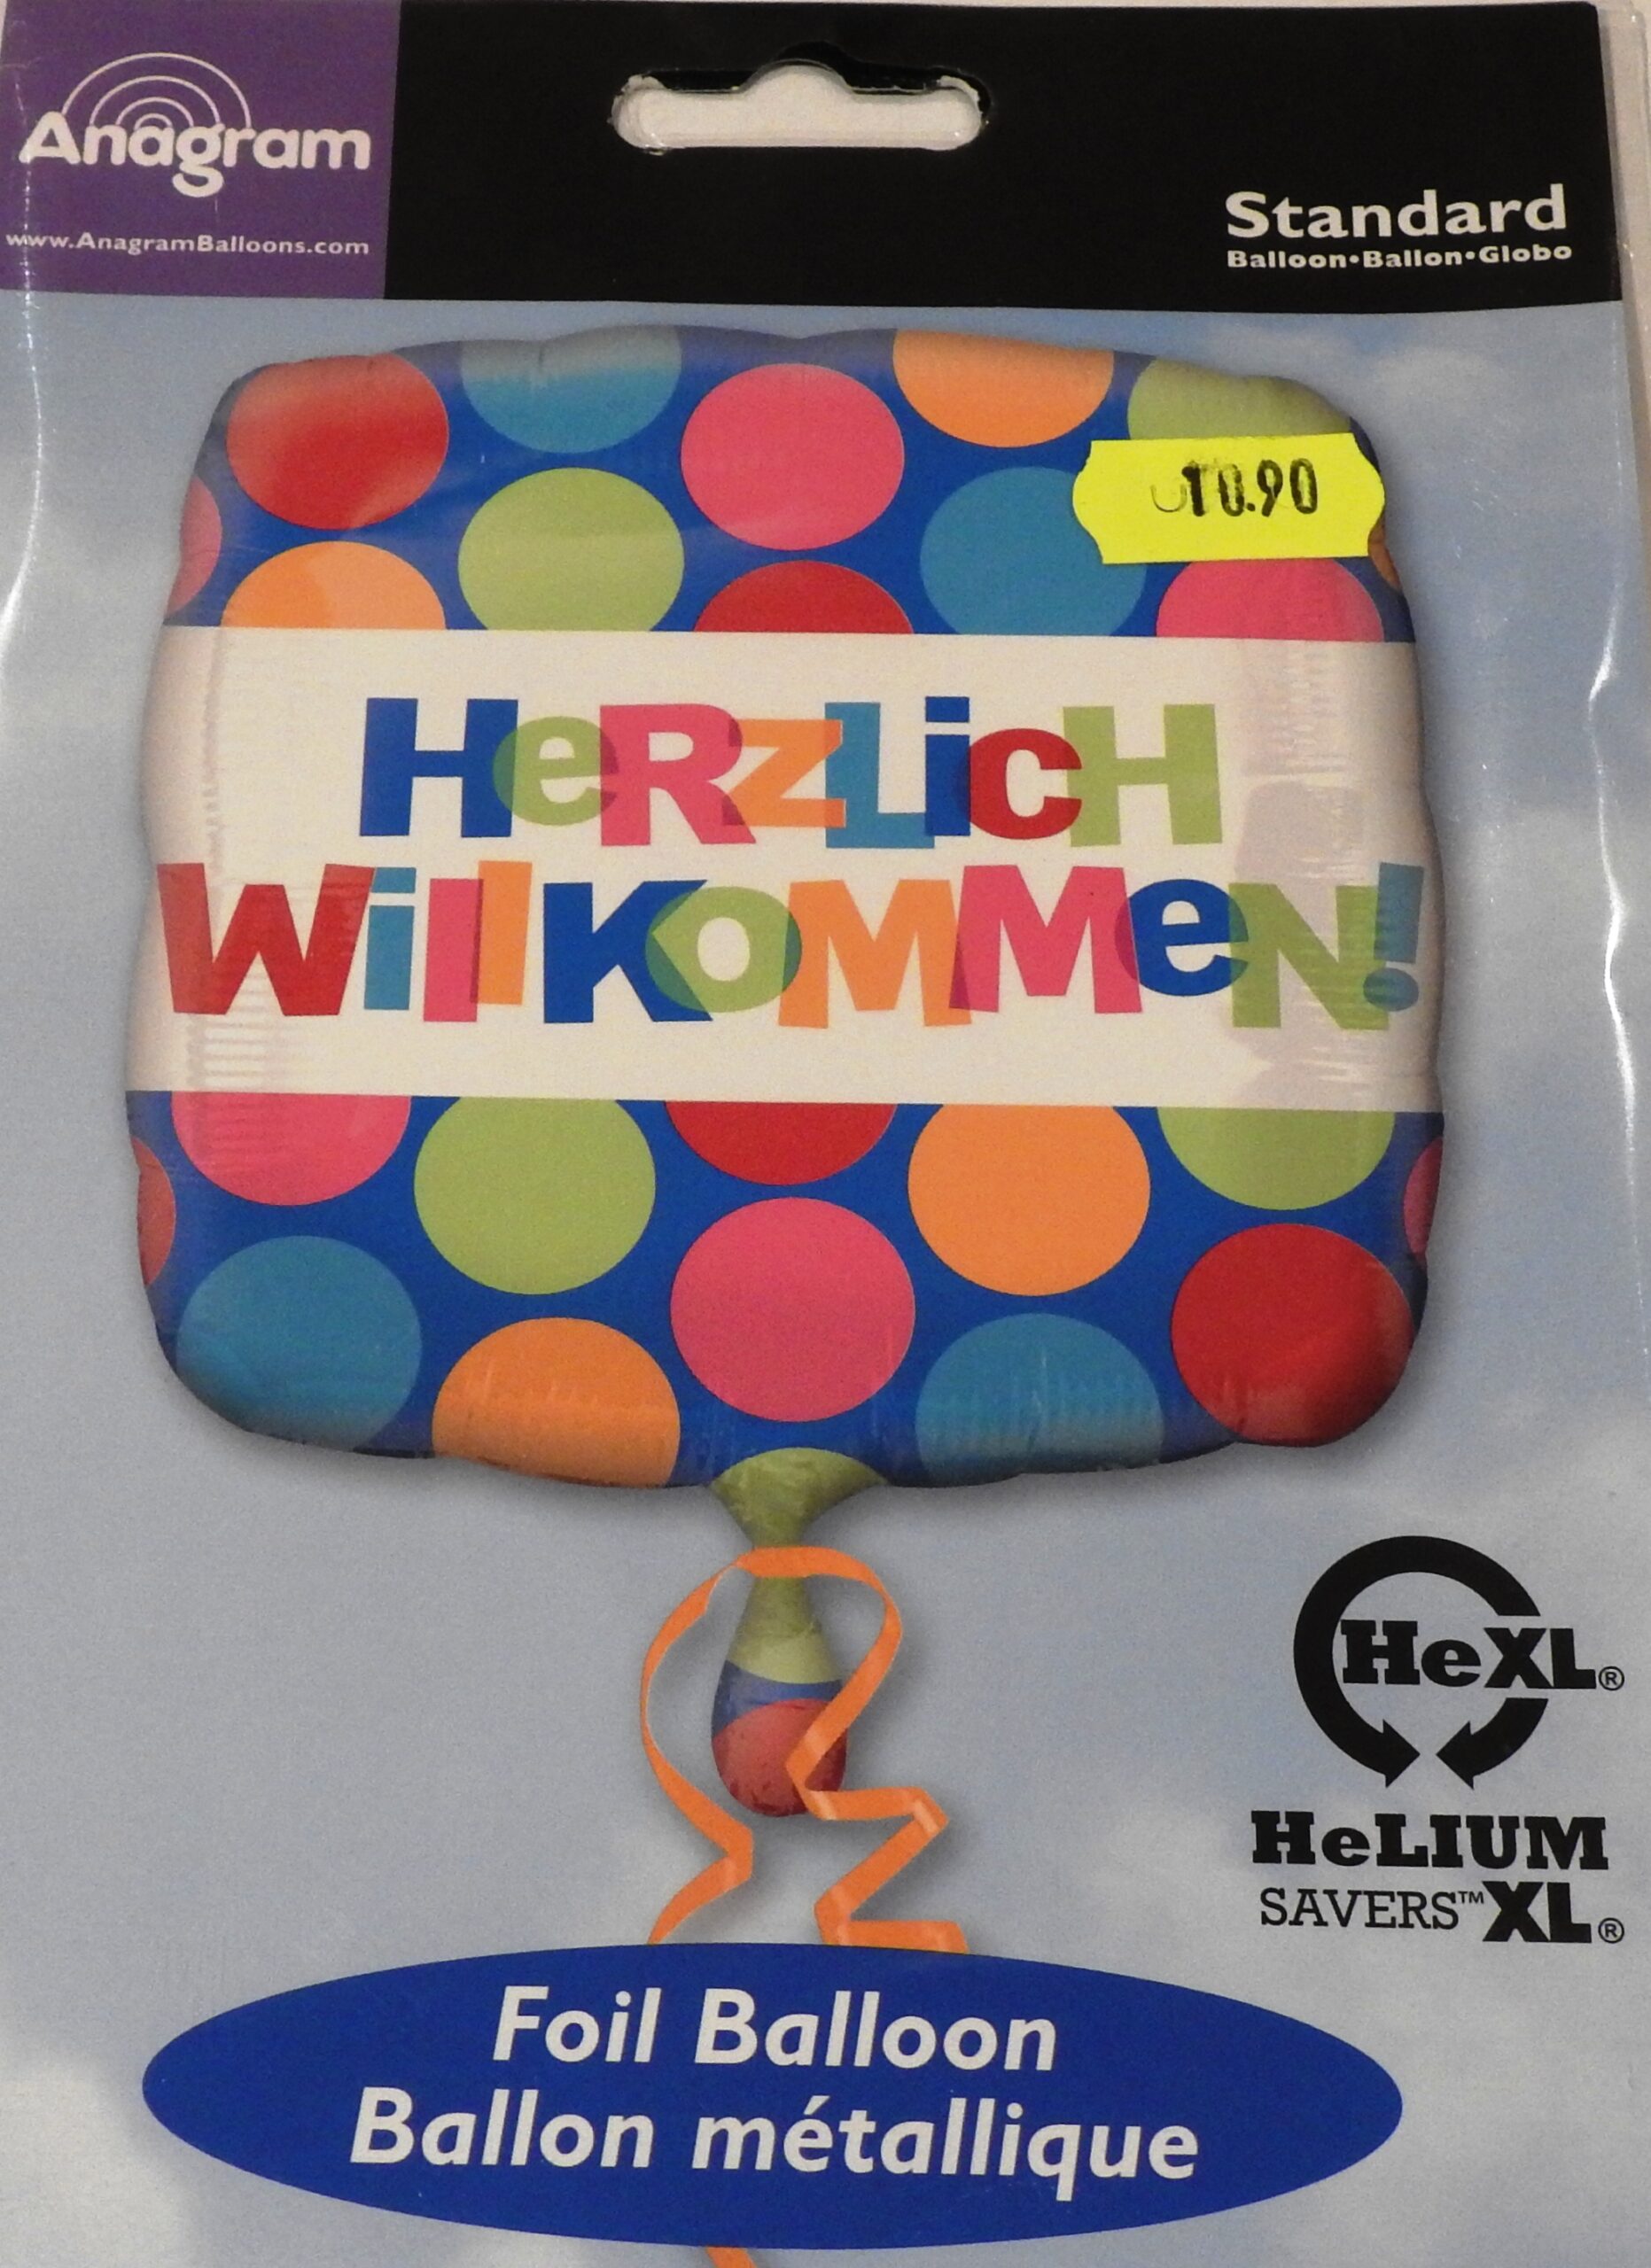 Anagram
www.AnagramBalloons.com
Standard
Balloon•Ballon•Globo
10.90
HeRzLicH
WillKOMMeN!
HeXL®
HeLIUM
SAVERS™ XL®
Foil Balloon
Ballon métallique